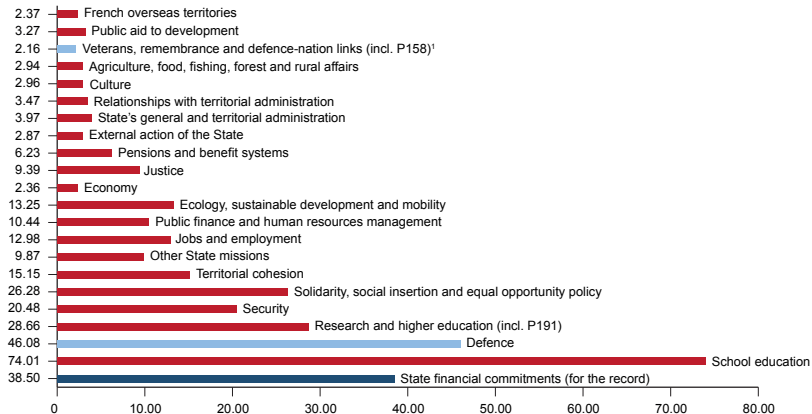 2.37 French overseas territories
3.27 Public aid to development
2.16 Veterans, remembrance and defence-nation links (incl. P158)¹
2.94 Agriculture, food, fishing, forest and rural affairs
2.96 Culture
3.47 Relationships with territorial administration
3.97 State's general and territorial administration
2.87 External action of the State
6.23 Pensions and benefit systems
9.39 Justice
2.36 Economy
13.25 Ecology, sustainable development and mobility
10.44 Public finance and human resources management
12.98 Jobs and employment
9.87 Other State missions
15.15 Territorial cohesion
26.28 Solidarity, social insertion and equal opportunity policy
20.48 Security
28.66 Research and higher education (incl. P191)
46.08 Defence
74.01 School education
38.50 State financial commitments (for the record)
0 10.00 20.00 30.00 40.00 50.00 60.00 70.00 80.00